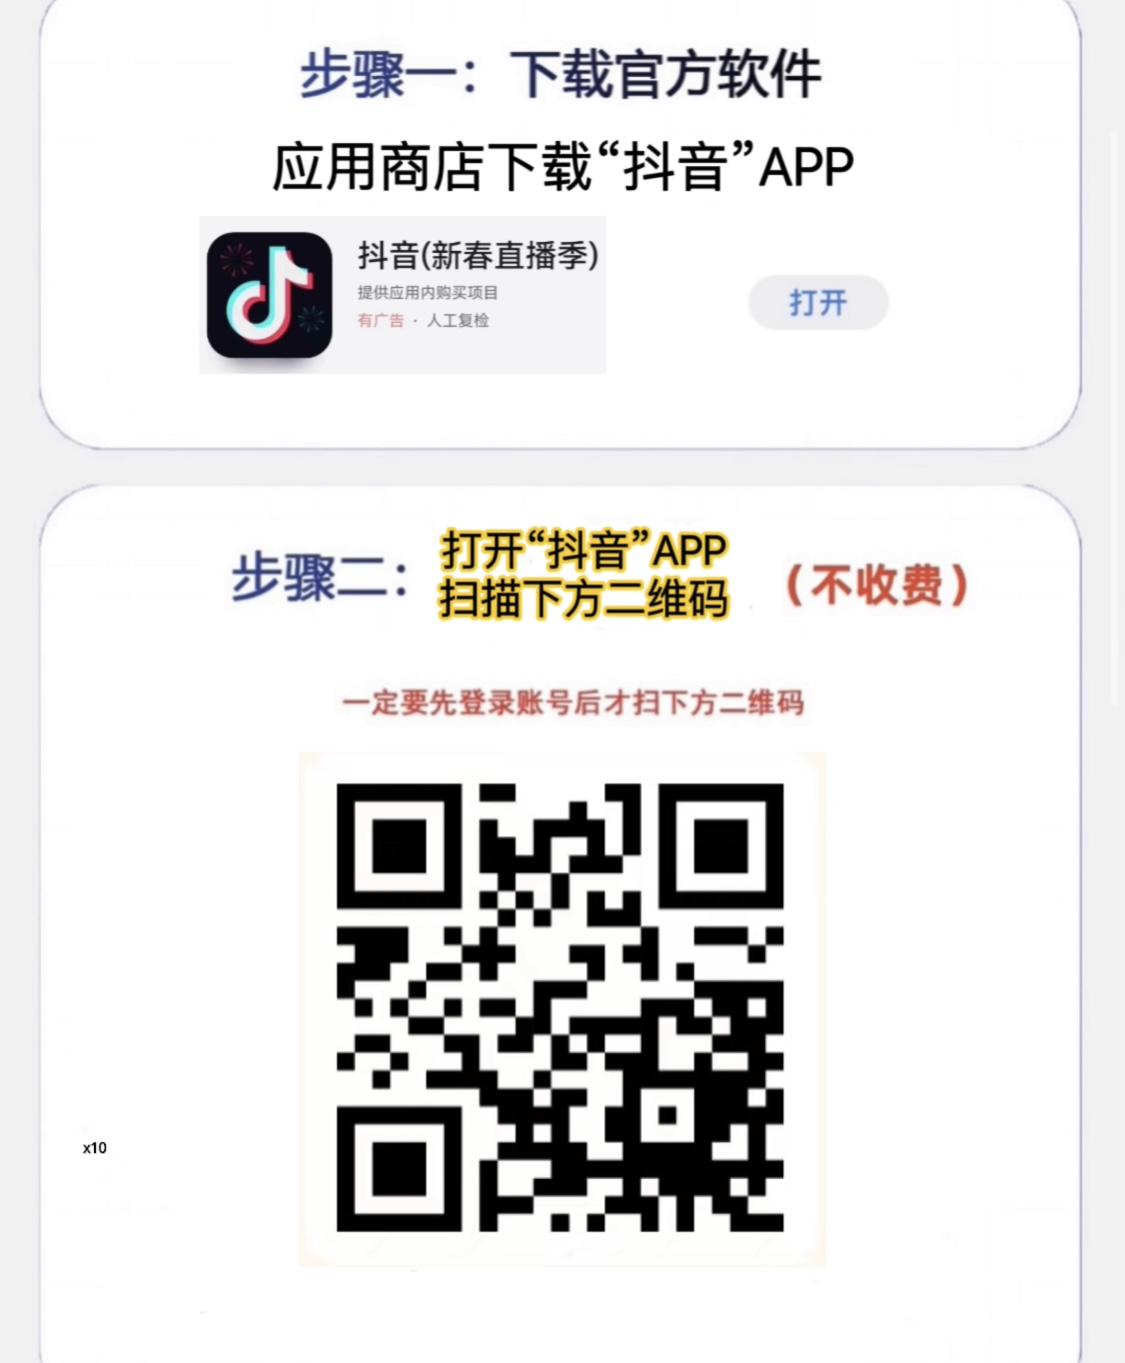 步骤一：下载官方软件
应用商店下载“抖音”APP
抖音(新春直播季)
提供应用内购买项目
有广告 · 人工复检
打开
步骤二：
打开“抖音”APP
扫描下方二维码
（不收费）
一定要先登录账号后才扫下方二维码
x10